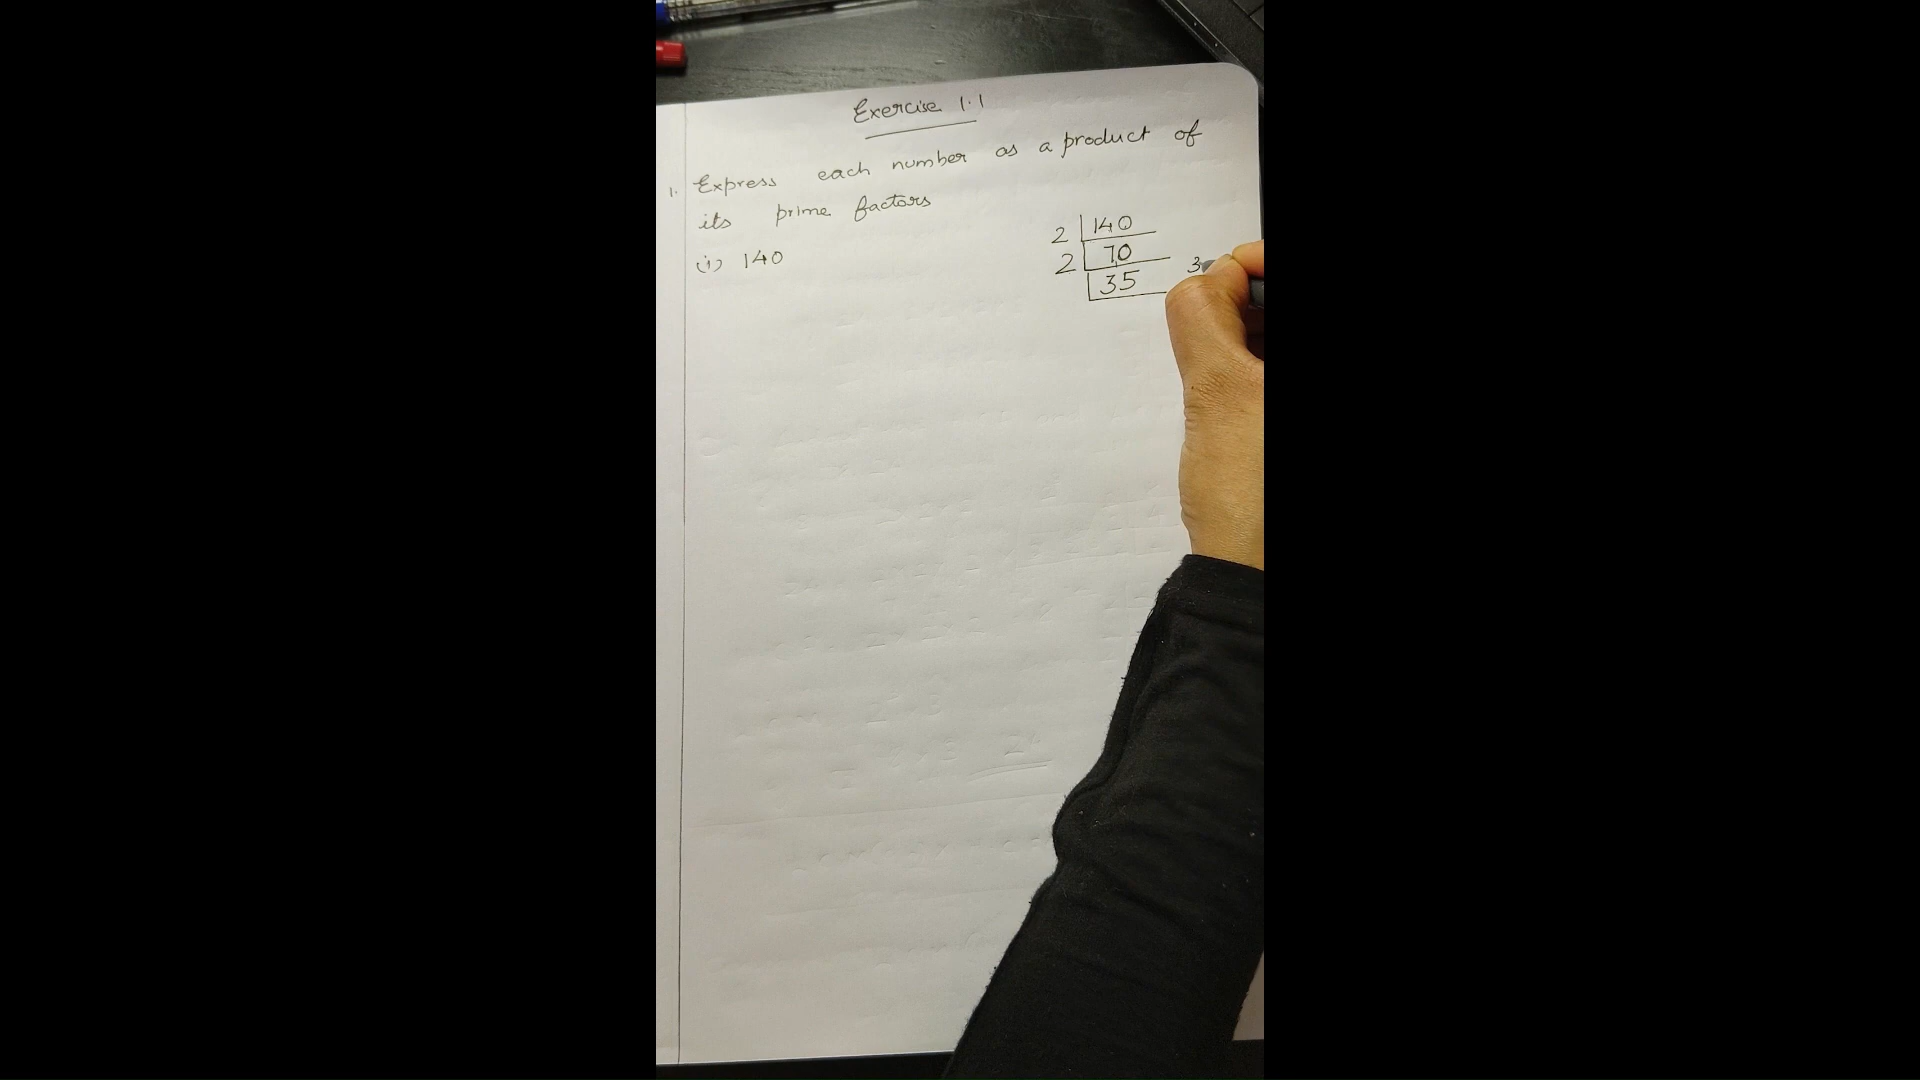 Exercise 1.1
1. Express each number as a product of
its prime factors
(i) 140
2 140
2 70
35
3